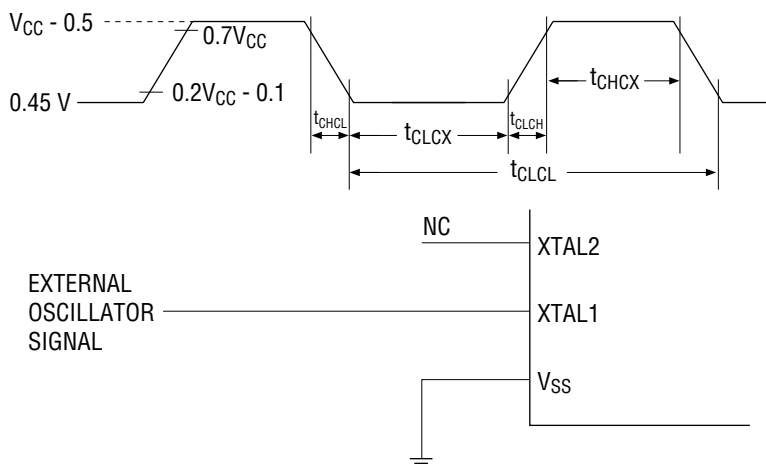 VCC - 0.5
0.7VCC
0.2VCC - 0.1
0.45 V
tCHCX
tCHCL
tCLCX
tCLCH
tCLCL
NC
XTAL2
EXTERNAL
OSCILLATOR
SIGNAL
XTAL1
VSS